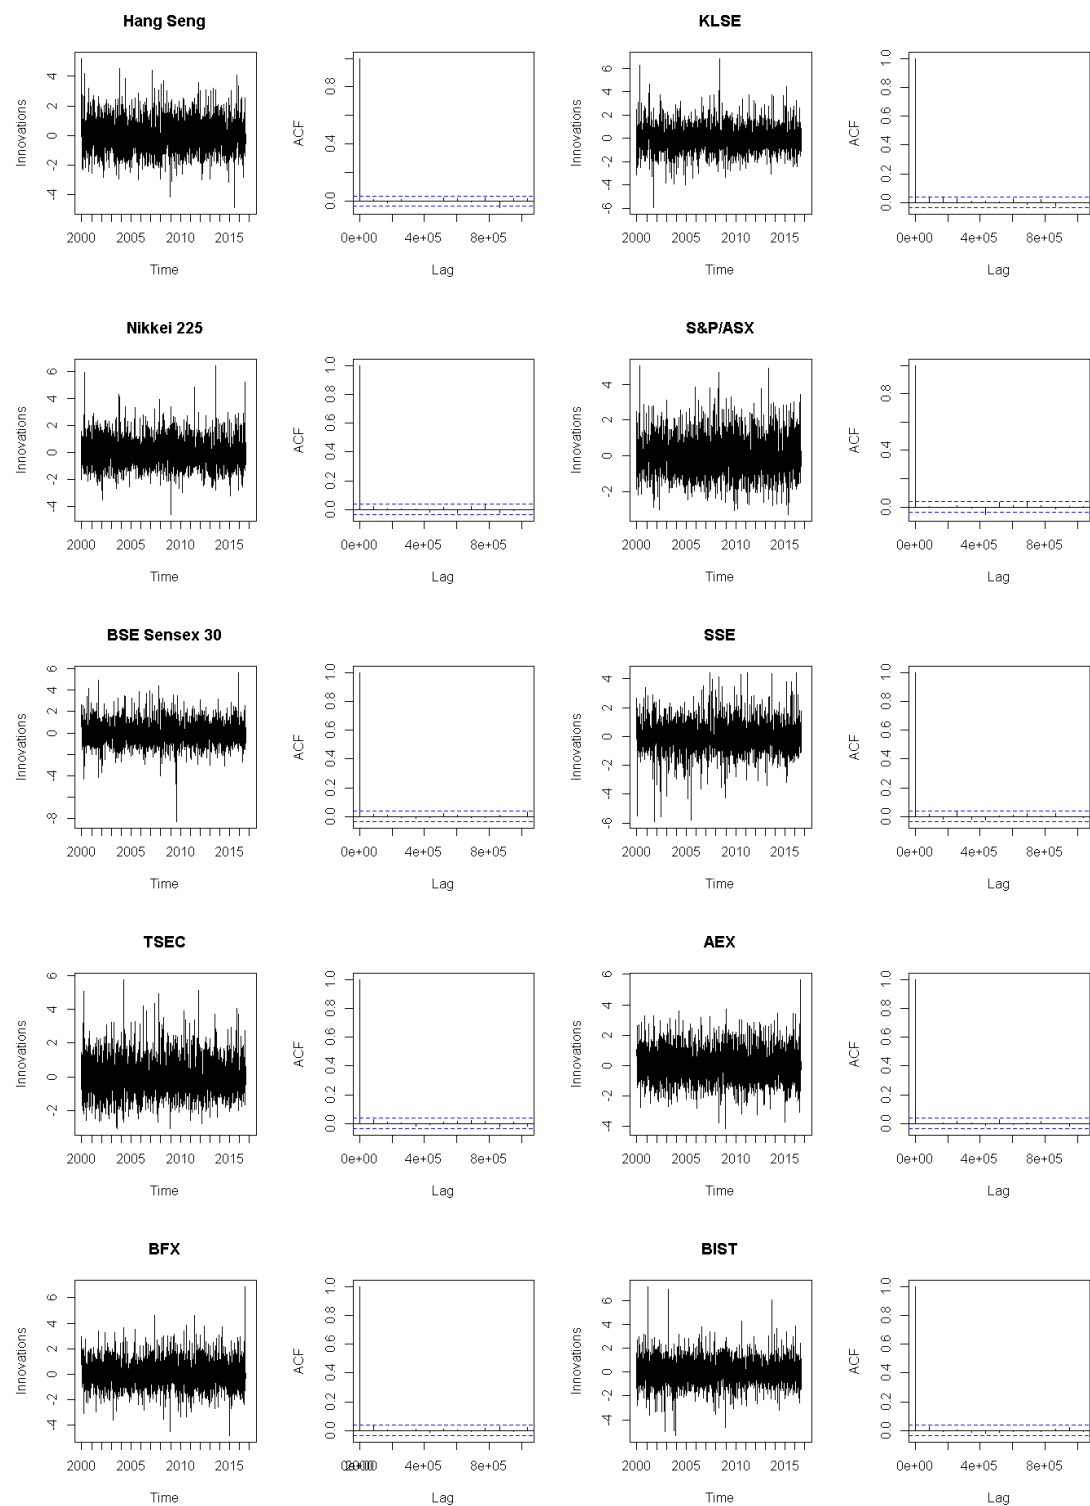 Hang Seng
Innovations
-4 -2 0 2 4
2000 2005 2010 2015
Time
ACF
0.0 0.4 0.8
0e+00 4e+05 8e+05
Lag
KLSE
Innovations
-6 -4 -2 0 2 4 6
2000 2005 2010 2015
Time
ACF
0.0 0.2 0.4 0.6 0.8 1.0
0e+00 4e+05 8e+05
Lag
Nikkei 225
Innovations
-4 -2 0 2 4 6
2000 2005 2010 2015
Time
ACF
0.0 0.2 0.4 0.6 0.8 1.0
0e+00 4e+05 8e+05
Lag
S&P/ASX
Innovations
-2 0 2 4
2000 2005 2010 2015
Time
ACF
0.0 0.2 0.4 0.6 0.8 1.0
0e+00 4e+05 8e+05
Lag
BSE Sensex 30
Innovations
-8 -4 0 2 4 6
2000 2005 2010 2015
Time
ACF
0.0 0.2 0.4 0.6 0.8 1.0
0e+00 4e+05 8e+05
Lag
SSE
Innovations
-6 -4 -2 0 2 4
2000 2005 2010 2015
Time
ACF
0.0 0.2 0.4 0.6 0.8 1.0
0e+00 4e+05 8e+05
Lag
TSEC
Innovations
-2 0 2 4 6
2000 2005 2010 2015
Time
ACF
0.0 0.2 0.4 0.6 0.8 1.0
0e+00 4e+05 8e+05
Lag
AEX
Innovations
-4 -2 0 2 4 6
2000 2005 2010 2015
Time
ACF
0.0 0.2 0.4 0.6 0.8 1.0
0e+00 4e+05 8e+05
Lag
BFX
Innovations
-4 -2 0 2 4 6
2000 2005 2010 2015
Time
ACF
0.0 0.2 0.4 0.6 0.8 1.0
4e+05 8e+05
Lag
BIST
Innovations
-4 -2 0 2 4 6
2000 2005 2010 2015
Time
ACF
0.0 0.2 0.4 0.6 0.8 1.0
0e+00 4e+05 8e+05
Lag